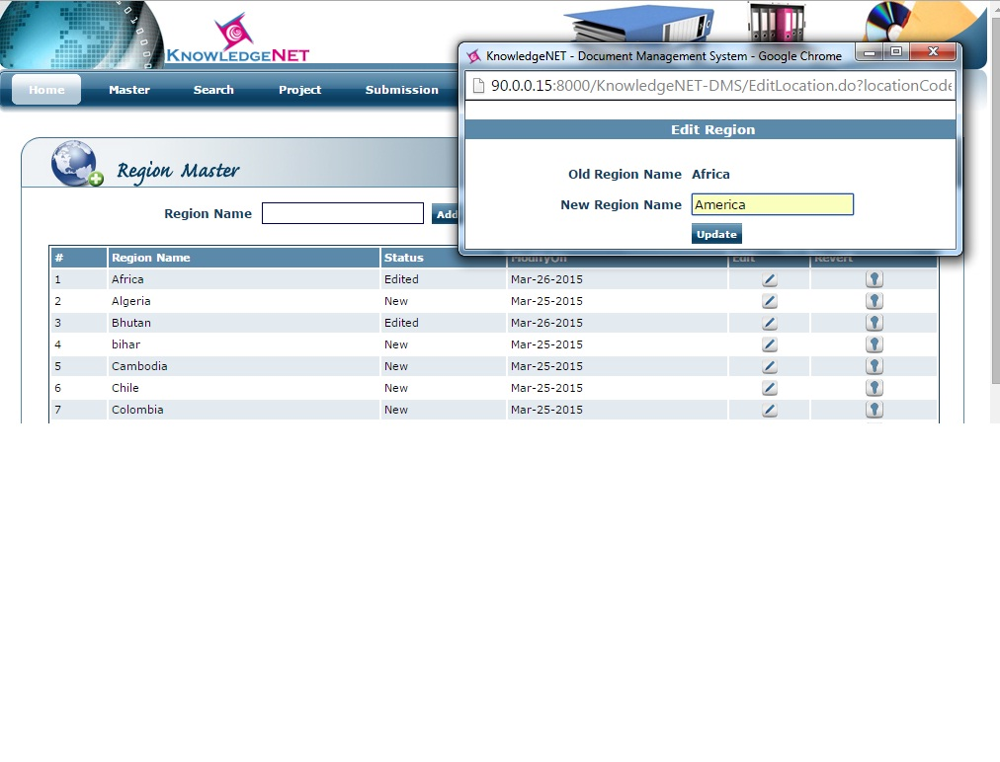 KNOWLEDGENET
KnowledgeNET - Document Management System - Google Chrome
90.0.0.15:8000/KnowledgeNET-DMS/EditLocation.do?locationCode
Home Master Search Project Submission
Edit Region
Old Region Name Africa
New Region Name America
Update
Region Master
Region Name Add
# Region Name Status ModifyOn Edit Revert
1 Africa Edited Mar-26-2015
2 Algeria New Mar-25-2015
3 Bhutan Edited Mar-26-2015
4 bihar New Mar-25-2015
5 Cambodia New Mar-25-2015
6 Chile New Mar-25-2015
7 Colombia New Mar-25-2015